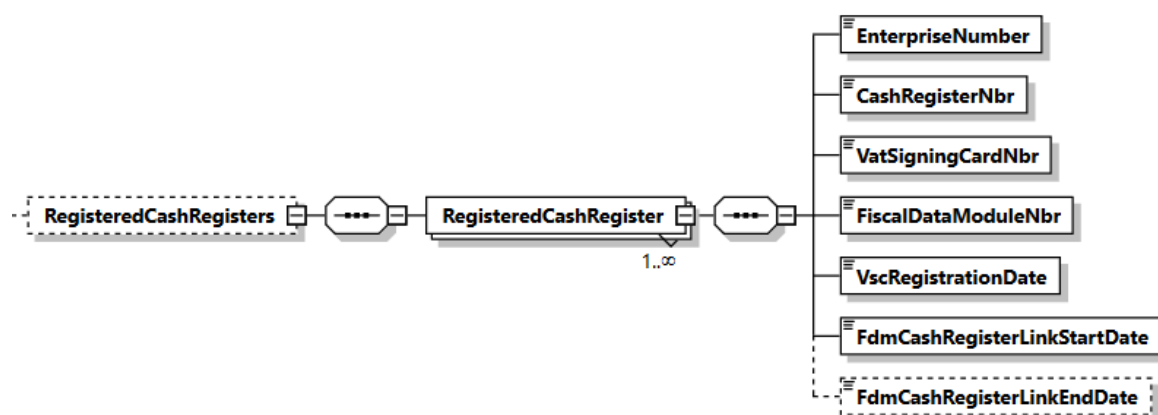 EnterpriseNumber
CashRegisterNbr
VatSigningCardNbr
RegisteredCashRegisters
RegisteredCashRegister
FiscalDataModuleNbr
1..∞
VscRegistrationDate
FdmCashRegisterLinkStartDate
FdmCashRegisterLinkEndDate